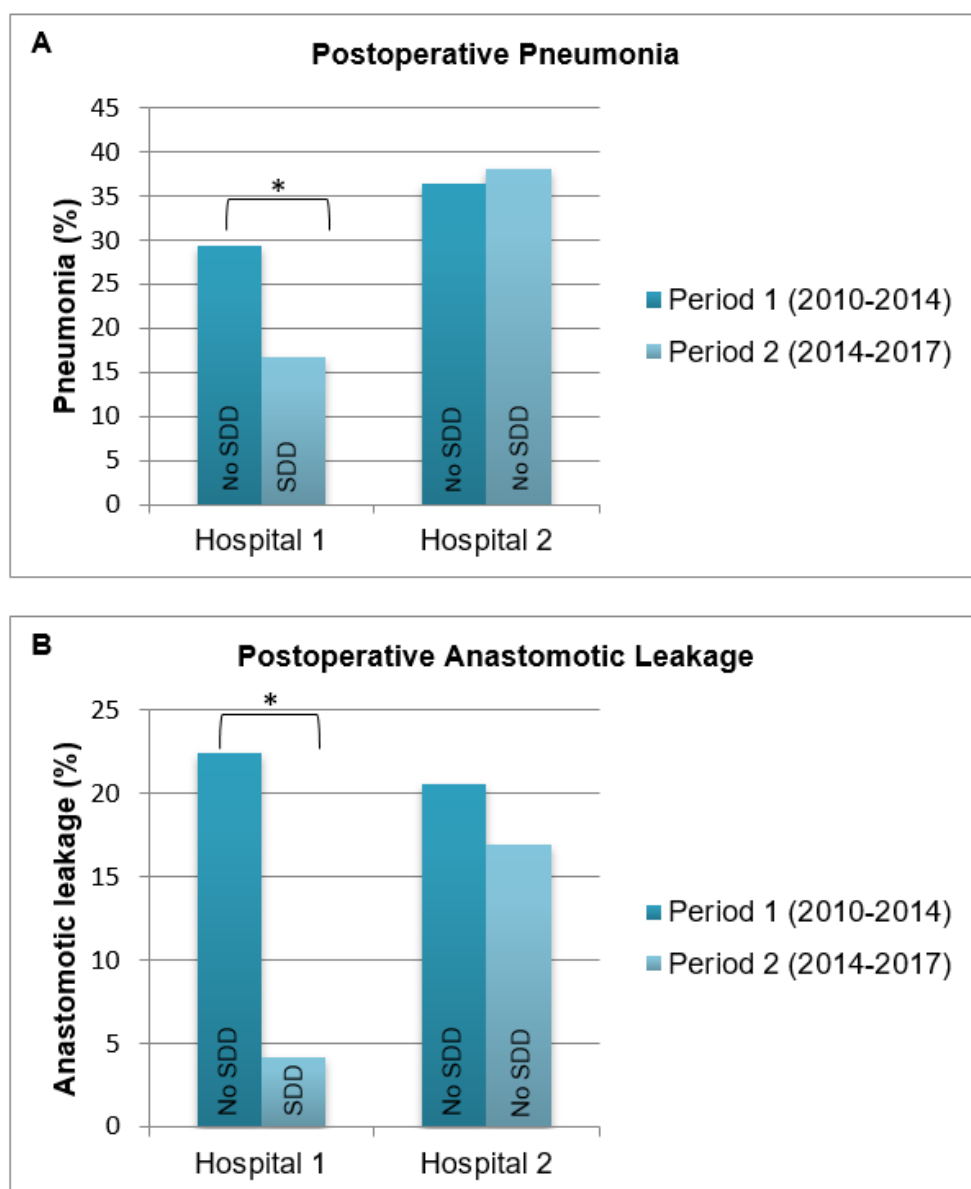 A
Postoperative Pneumonia
Pneumonia (%)
45
40
35
30
25
20
15
10
5
0
*
No SDD
SDD
No SDD
No SDD
Hospital 1
Hospital 2
Period 1 (2010-2014)
Period 2 (2014-2017)
B
Postoperative Anastomotic Leakage
Anastomotic leakage (%)
25
20
15
10
5
0
*
No SDD
SDD
No SDD
No SDD
Hospital 1
Hospital 2
Period 1 (2010-2014)
Period 2 (2014-2017)